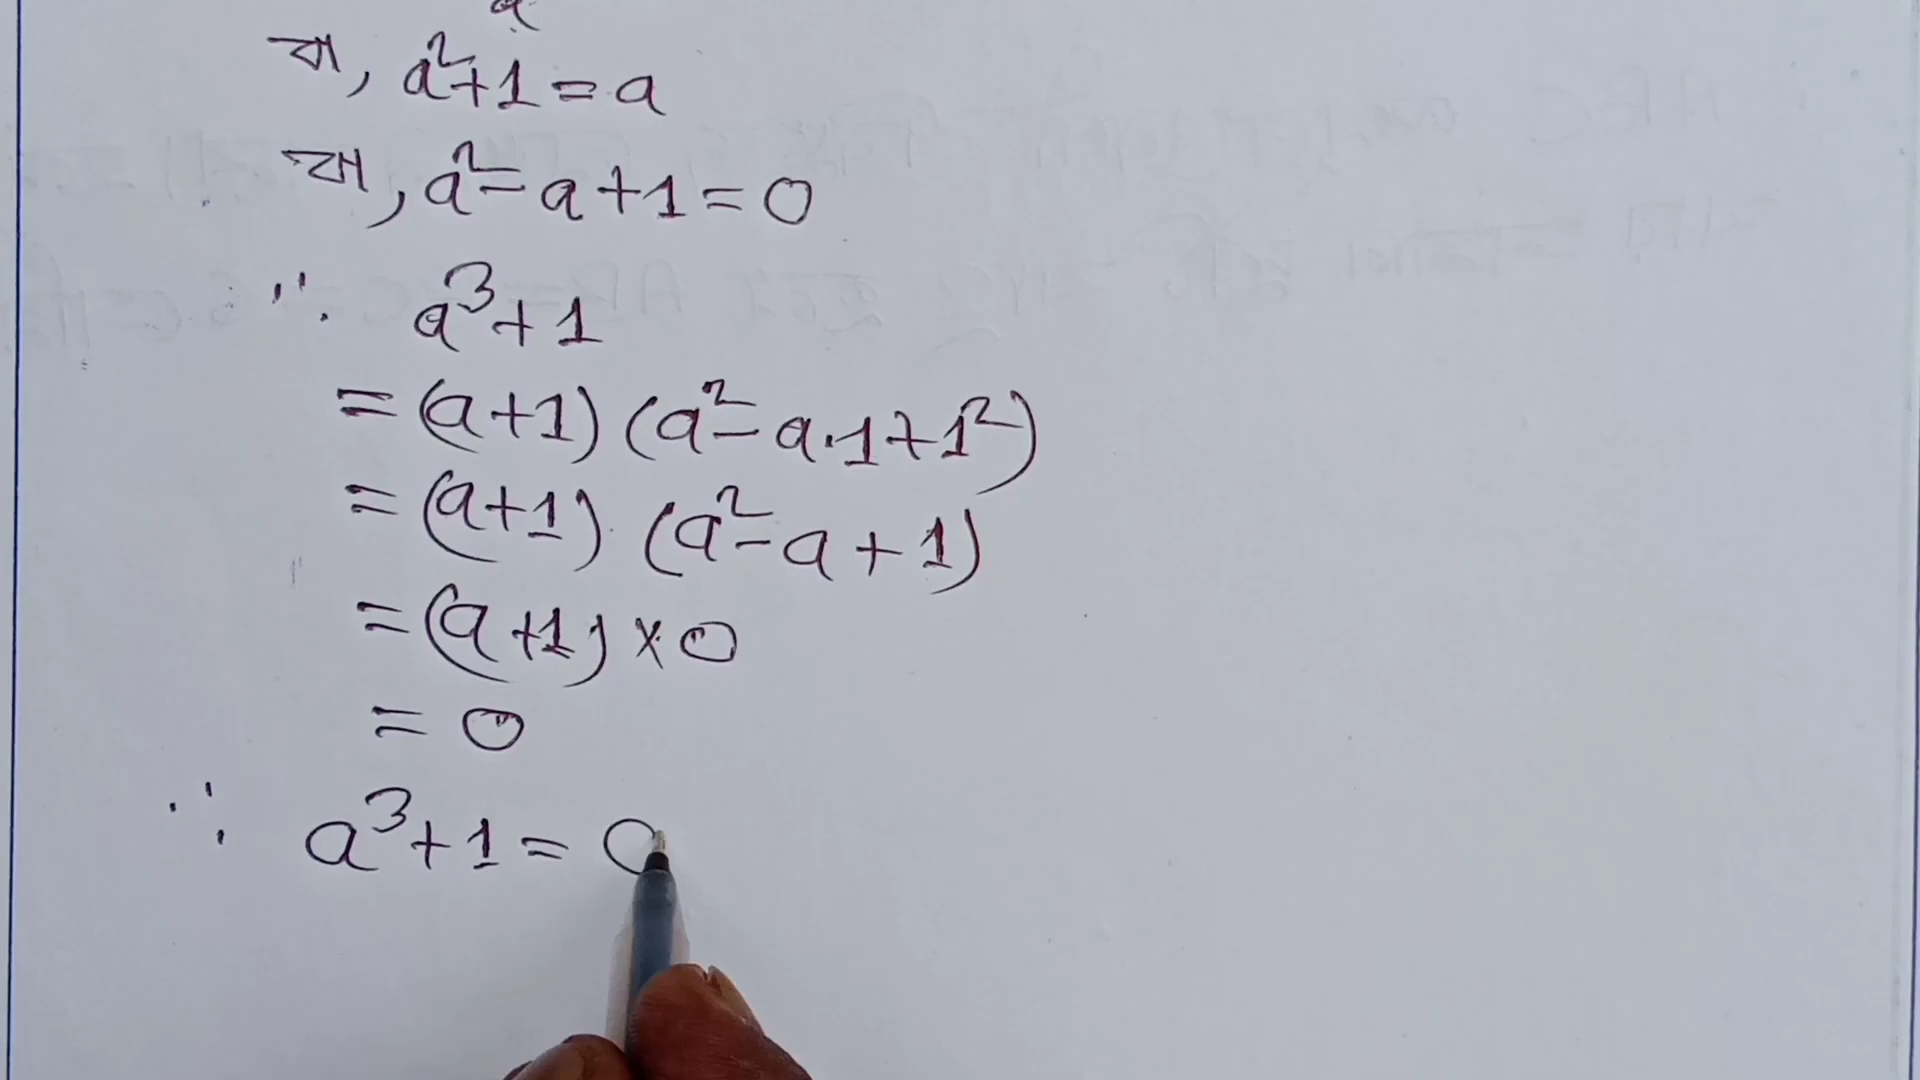 a
বা, a²+1=a
বা, a²-a+1=0
∴ a³+1
=(a+1) (a²-a.1+1²)
=(a+1) (a²-a+1)
=(a+1)×0
=0
∴ a³+1=0